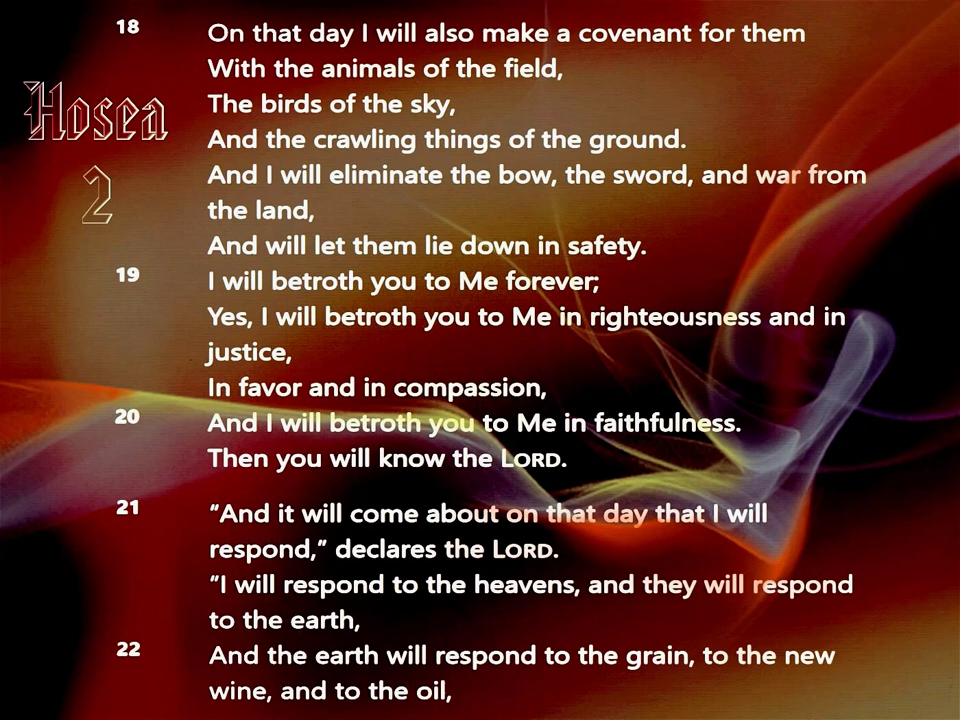 Hosea
2
18 On that day I will also make a covenant for them
With the animals of the field,
The birds of the sky,
And the crawling things of the ground.
And I will eliminate the bow, the sword, and war from
the land,
And will let them lie down in safety.
19 I will betroth you to Me forever;
Yes, I will betroth you to Me in righteousness and in
justice,
In favor and in compassion,
20 And I will betroth you to Me in faithfulness.
Then you will know the LORD.
21 “And it will come about on that day that I will
respond,” declares the LORD.
“I will respond to the heavens, and they will respond
to the earth,
22 And the earth will respond to the grain, to the new
wine, and to the oil,